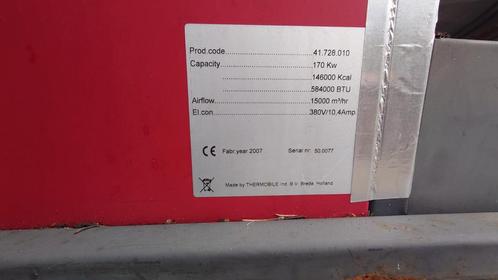 Prod.code..........................41.728.010
Capacity............................170 Kw
..........................146000 Kcal
..........................584000 BTU
Airflow...............................15000 m³/hr
El.con...............................380V/10,4Amp
CE Fabr.year 2007 Serial nr. 50.0077
Made by THERMOBILE Ind. B.V. Breda, Holland